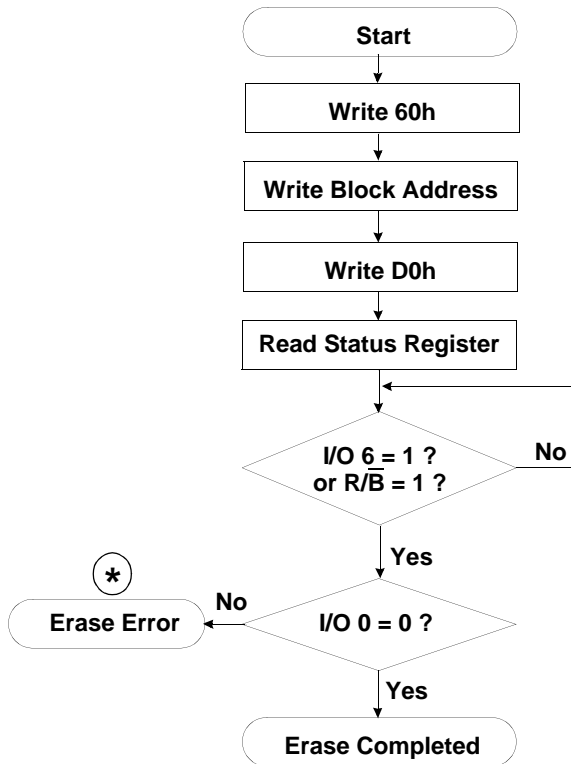 Start
Write 60h
Write Block Address
Write D0h
Read Status Register
I/O 6 = 1 ?
or R/B̅ = 1 ?
No
Yes
*
No
Erase Error
I/O 0 = 0 ?
Yes
Erase Completed